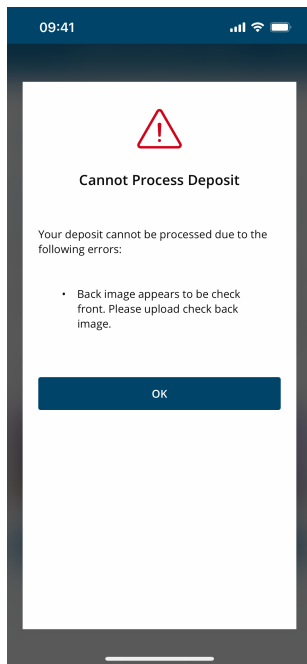 09:41
Cannot Process Deposit
Your deposit cannot be processed due to the
following errors:
• Back image appears to be check
front. Please upload check back
image.
OK